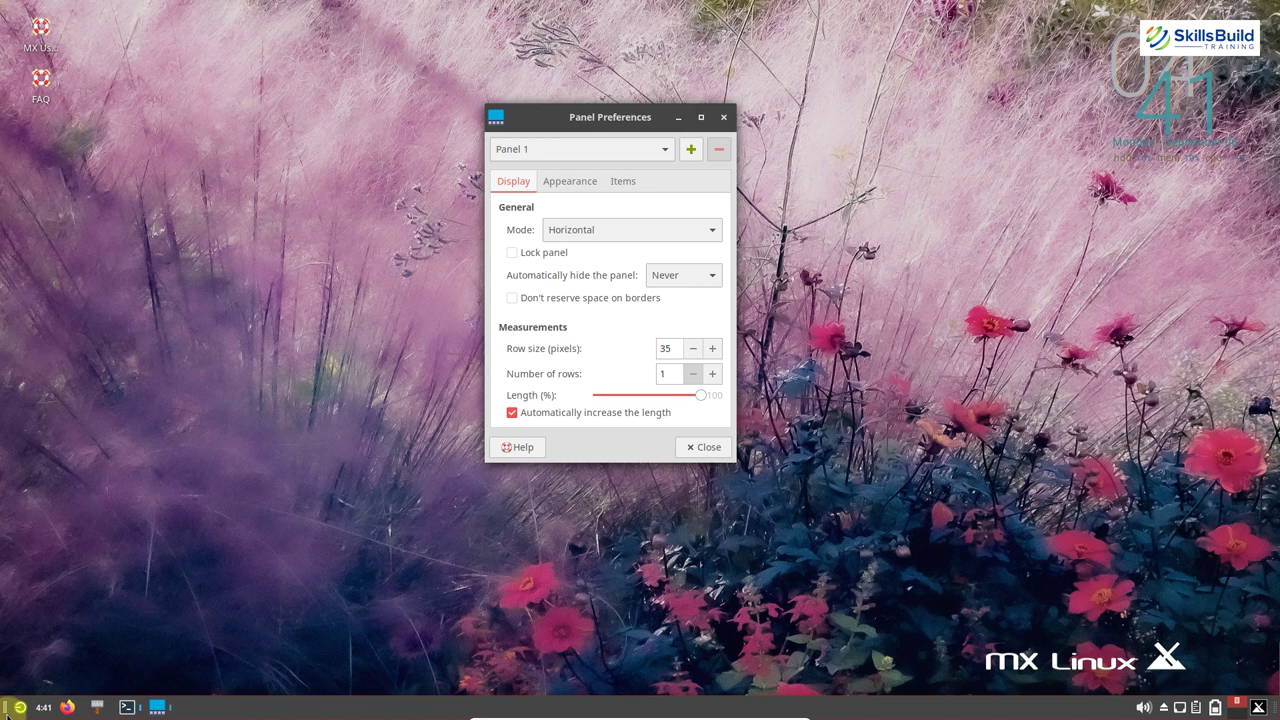 MX Us...
FAQ
SkillsBuild
TRAINING
04
41
Panel Preferences
Panel 1
Display
Appearance
Items
General
Mode:
Horizontal
Lock panel
Automatically hide the panel:
Never
Don't reserve space on borders
Measurements
Row size (pixels):
35
Number of rows:
1
Length (%):
100
Automatically increase the length
Help
Close
MX Linux
4:41